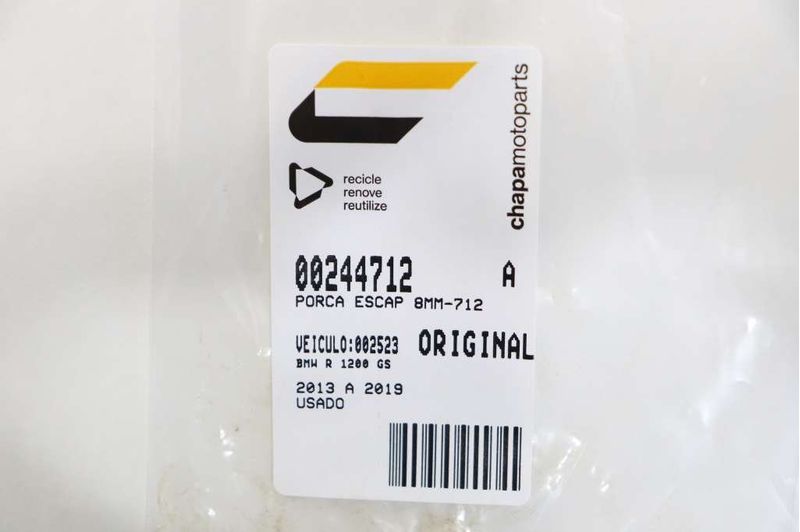 chapamotoparts
recicle
renove
reutilize
00244712 A
PORCA ESCAP 8MM-712
VEICULO:002523 ORIGINAL
BMW R 1200 GS
2013 A 2019
USADO